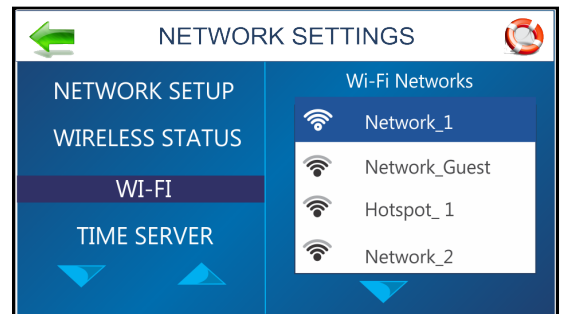 NETWORK SETTINGS
NETWORK SETUP
WIRELESS STATUS
WI-FI
TIME SERVER
Wi-Fi Networks
Network_1
Network_Guest
Hotspot_ 1
Network_2